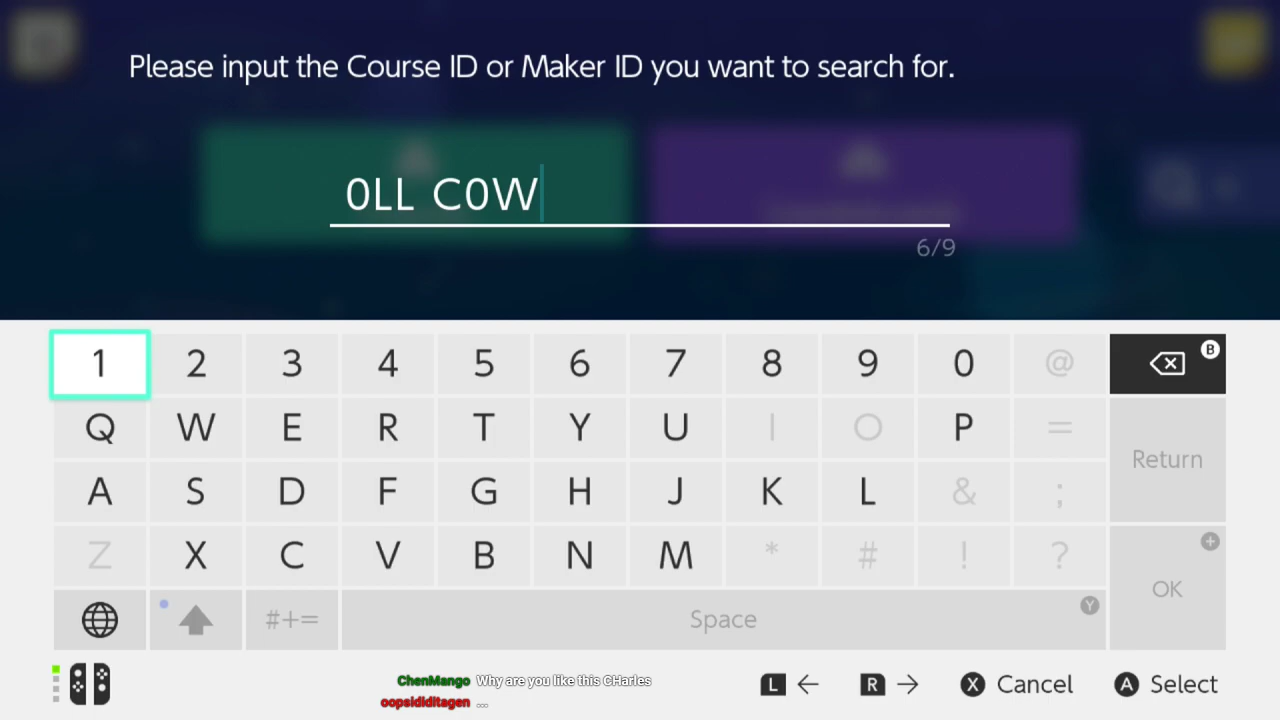 Please input the Course ID or Maker ID you want to search for.
0LL C0W
6/9
1 2 3 4 5 6 7 8 9 0 @ B
Q W E R T Y U I O P = Return
A S D F G H J K L & ;
Z X C V B N M * # ! ? + OK
#+= Space Y
L ← R → X Cancel A Select
ChenMango Why are you like this CHarles
oopsididitagen ...